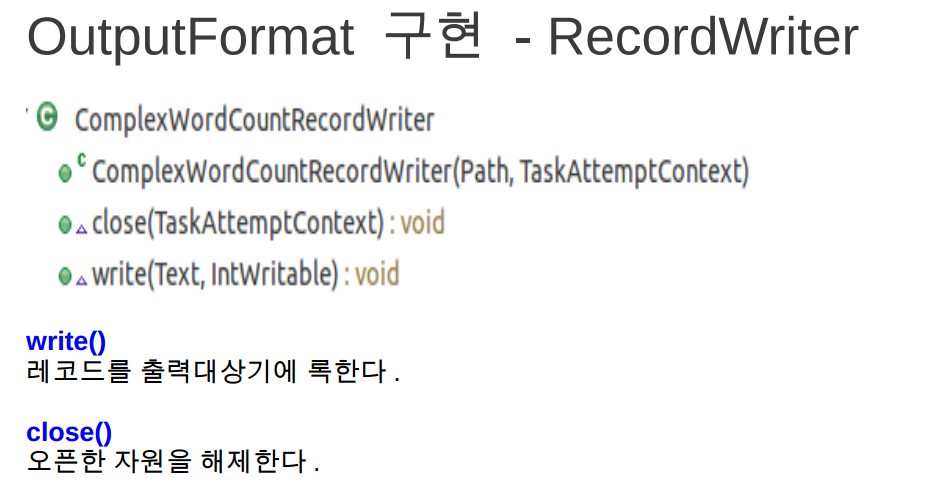 OutputFormat 구현 - RecordWriter
ComplexWordCountRecordWriter
ComplexWordCountRecordWriter(Path, TaskAttemptContext)
close(TaskAttemptContext) : void
write(Text, IntWritable) : void
write()
레코드를 출력대상기에 록한다 .
close()
오픈한 자원을 해제한다 .